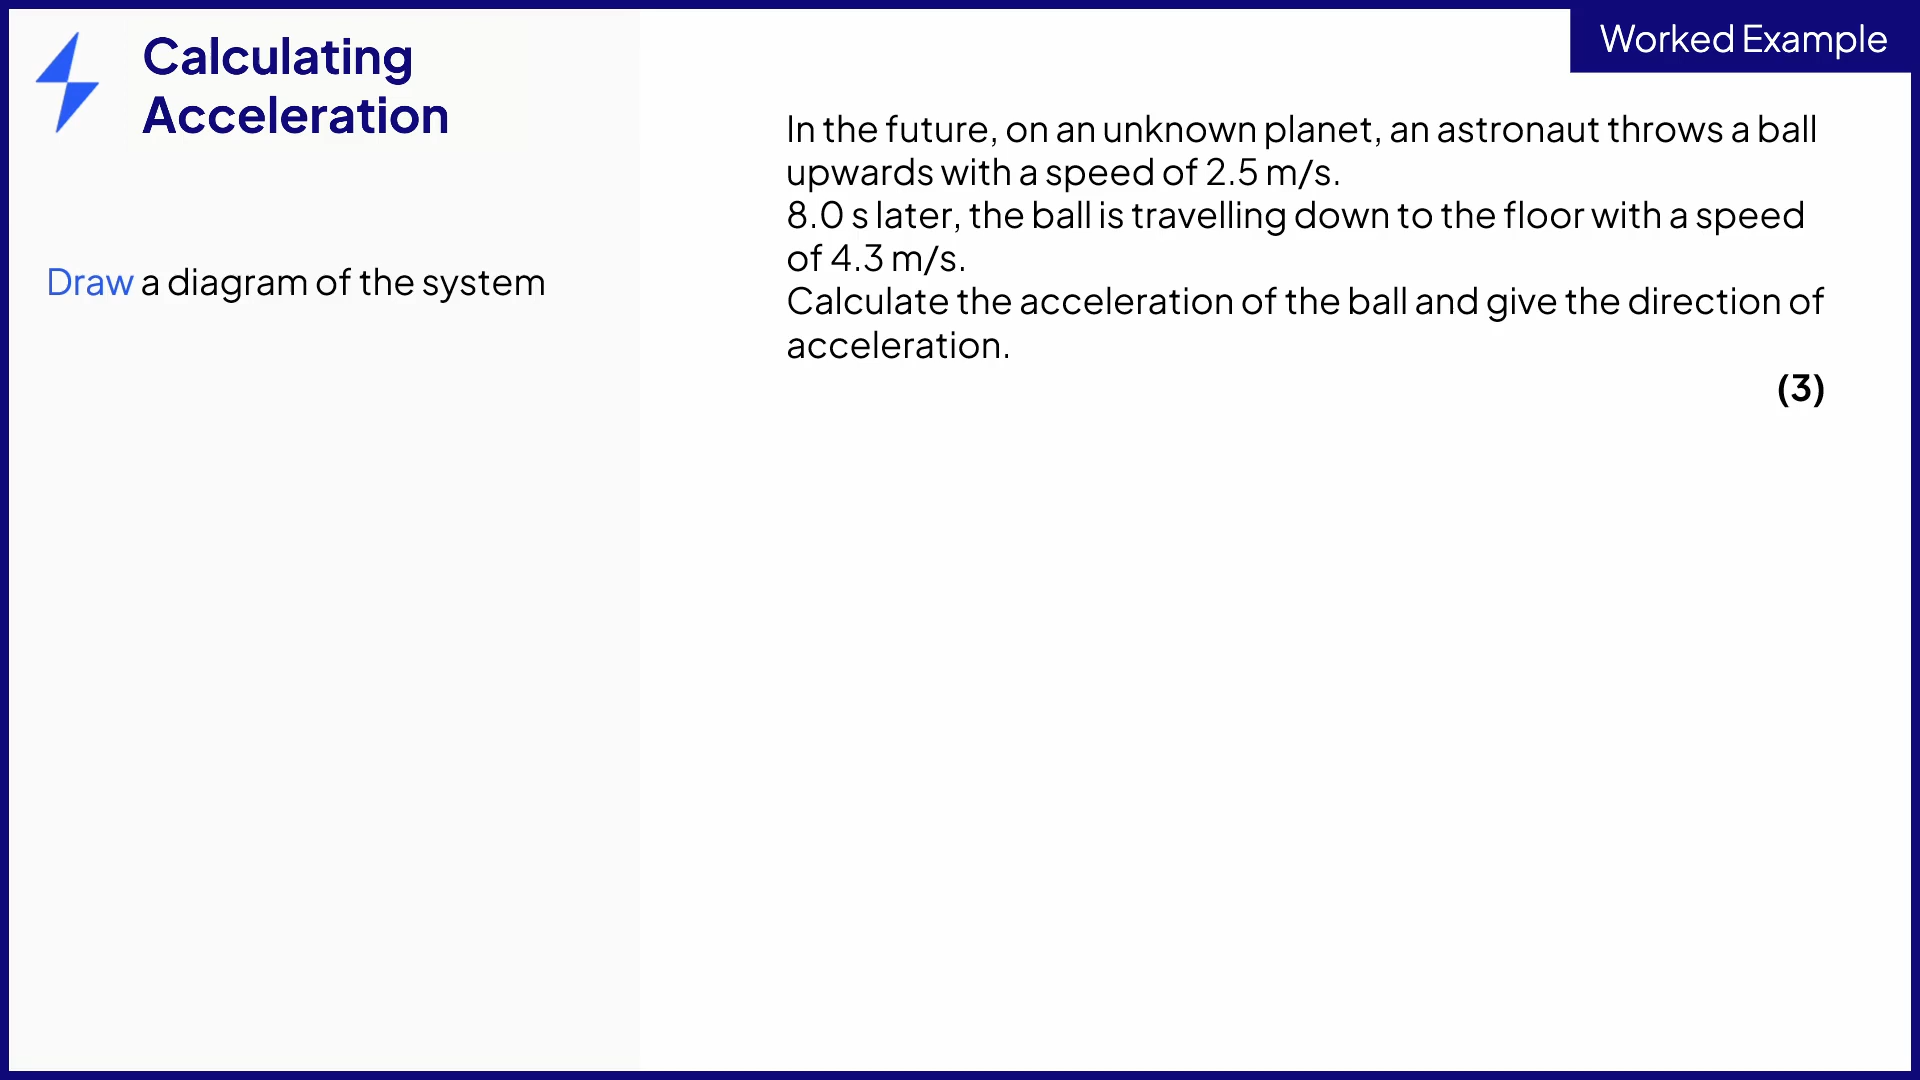 Calculating
Acceleration
Worked Example
Draw a diagram of the system
In the future, on an unknown planet, an astronaut throws a ball
upwards with a speed of 2.5 m/s.
8.0 s later, the ball is travelling down to the floor with a speed
of 4.3 m/s.
Calculate the acceleration of the ball and give the direction of
acceleration.
(3)